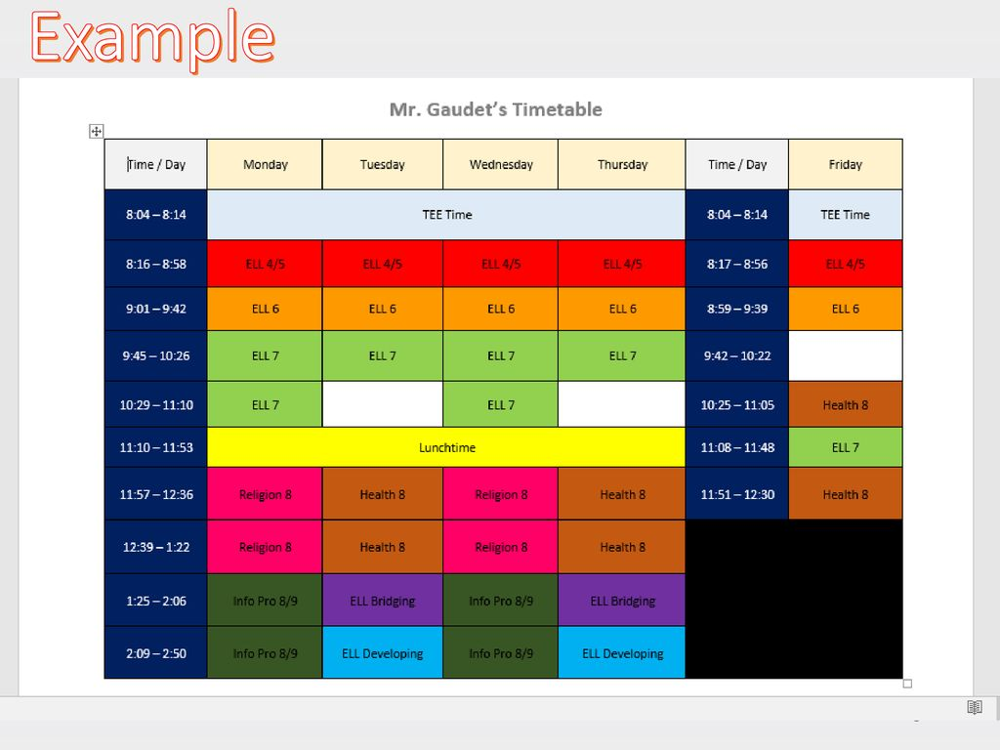 Example
Mr. Gaudet's Timetable
Time / Day Monday Tuesday Wednesday Thursday Time / Day Friday
8:04 – 8:14 TEE Time 8:04 – 8:14 TEE Time
8:16 – 8:58 ELL 4/5 ELL 4/5 ELL 4/5 ELL 4/5 8:17 – 8:56 ELL 4/5
9:01 – 9:42 ELL 6 ELL 6 ELL 6 ELL 6 8:59 – 9:39 ELL 6
9:45 – 10:26 ELL 7 ELL 7 ELL 7 ELL 7 9:42 – 10:22
10:29 – 11:10 ELL 7 ELL 7 10:25 – 11:05 Health 8
11:10 – 11:53 Lunchtime 11:08 – 11:48 ELL 7
11:57 – 12:36 Religion 8 Health 8 Religion 8 Health 8 11:51 – 12:30 Health 8
12:39 – 1:22 Religion 8 Health 8 Religion 8 Health 8
1:25 – 2:06 Info Pro 8/9 ELL Bridging Info Pro 8/9 ELL Bridging
2:09 – 2:50 Info Pro 8/9 ELL Developing Info Pro 8/9 ELL Developing